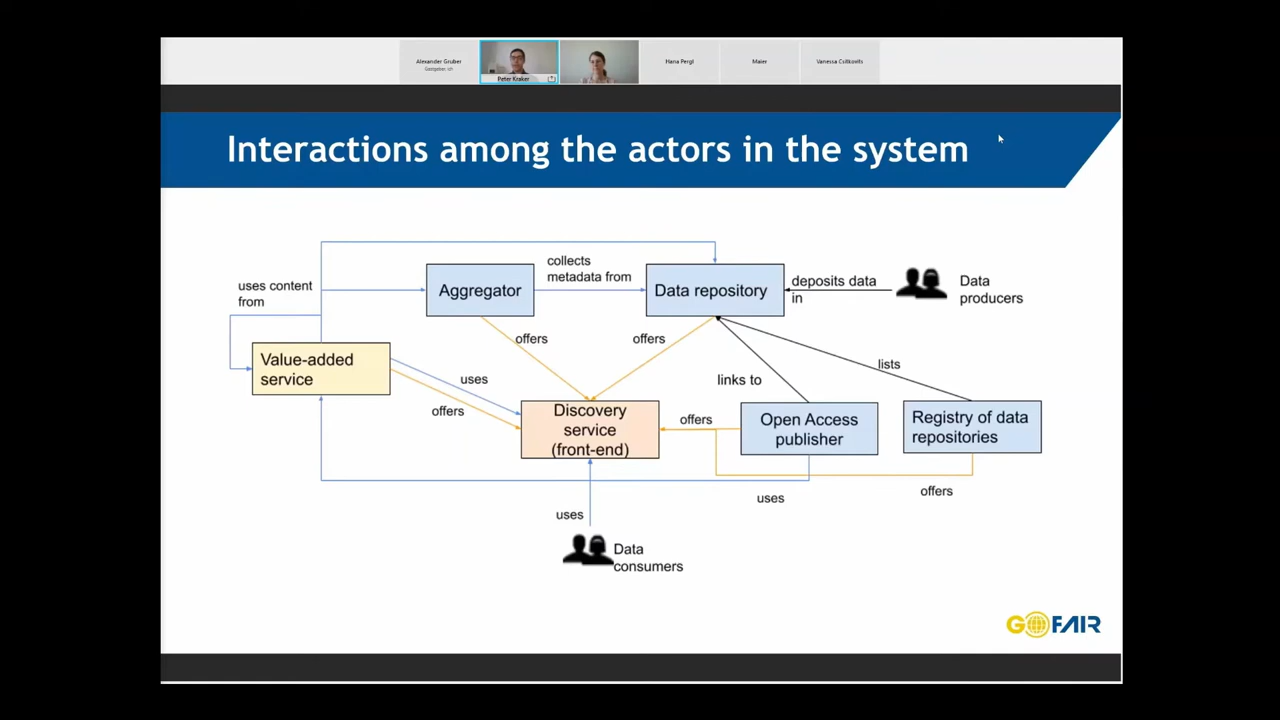 Alexander Gruber
Peter Kraker
Hana Pergl
Maier
Vanessa Csitkovits
Interactions among the actors in the system
collects
metadata from
uses content
from
Aggregator
Data repository
deposits data
in
Data
producers
offers
offers
Value-added
service
uses
offers
links to
lists
Discovery
service
(front-end)
offers
Open Access
publisher
Registry of data
repositories
uses
offers
uses
Data
consumers
GO FAIR